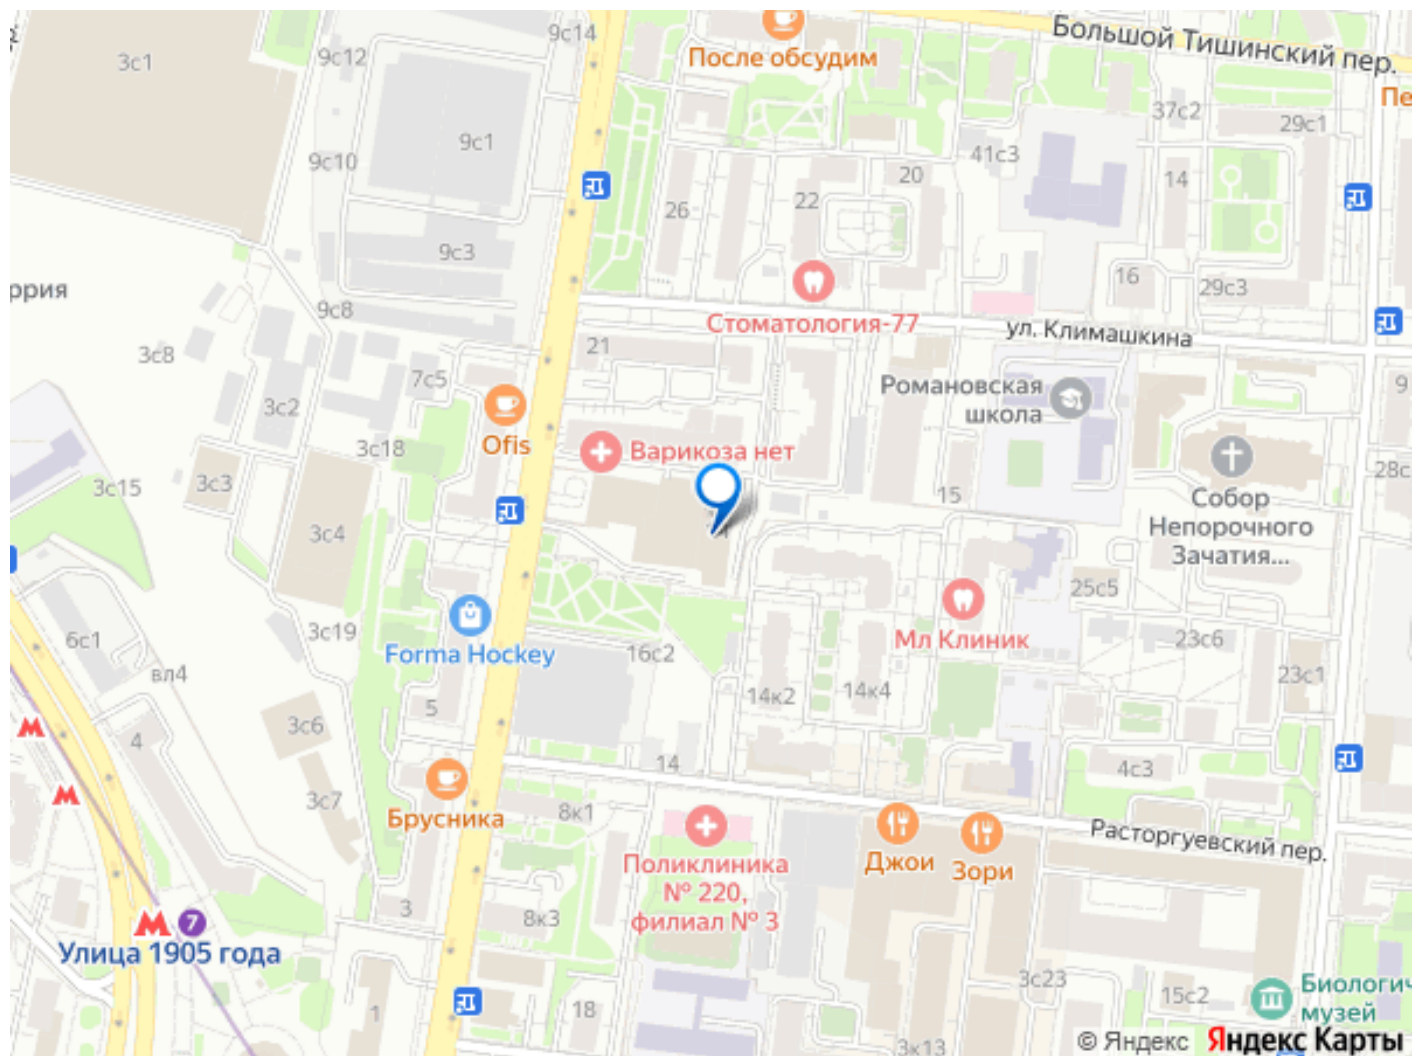 9с14
После обсудим
Большой Тишинский пер.
Пе
3с1
9с12
9с1
9с10
37с2
29с1
41с3
20
14
22
26
9с3
16
29с3
ррия
9с8
Стоматология-77
ул. Климашкина
21
3с8
7с5
Романовская
школа
9
3с2
Ofis
3с18
Варикоза нет
28с
3с3
3с15
15
Собор
Непорочного
Зачатия...
3с4
25с5
6с1
3с19
Forma Hockey
16с2
Мл Клиник
23с6
вл4
23с1
14к2
14к4
5
3с6
4
14
4с3
3с7
Брусника
8к1
Расторгуевский пер.
Поликлиника
№ 220,
филиал № 3
Джои
Зори
3
8к3
7
Улица 1905 года
3с23
15с2
Биологич
музей
1
18
3к13
© Яндекс Яндекс Карты